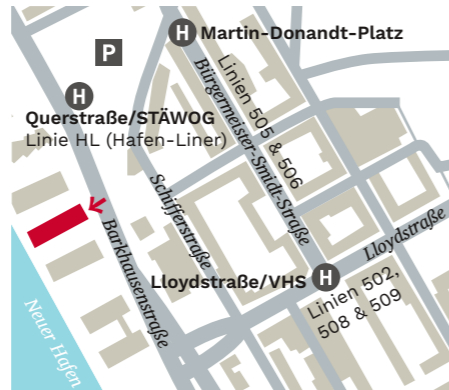 H Martin-Donandt-Platz
P
H
Querstraße/STÄWOG
Linie HL (Hafen-Liner)
Bürgermeister-Smidt-Straße
Linien 505 & 506
Schifferstraße
Barkhausenstraße
Lloydstraße
Lloydstraße/VHS H
Linien 502,
508 & 509
Neuer Hafen